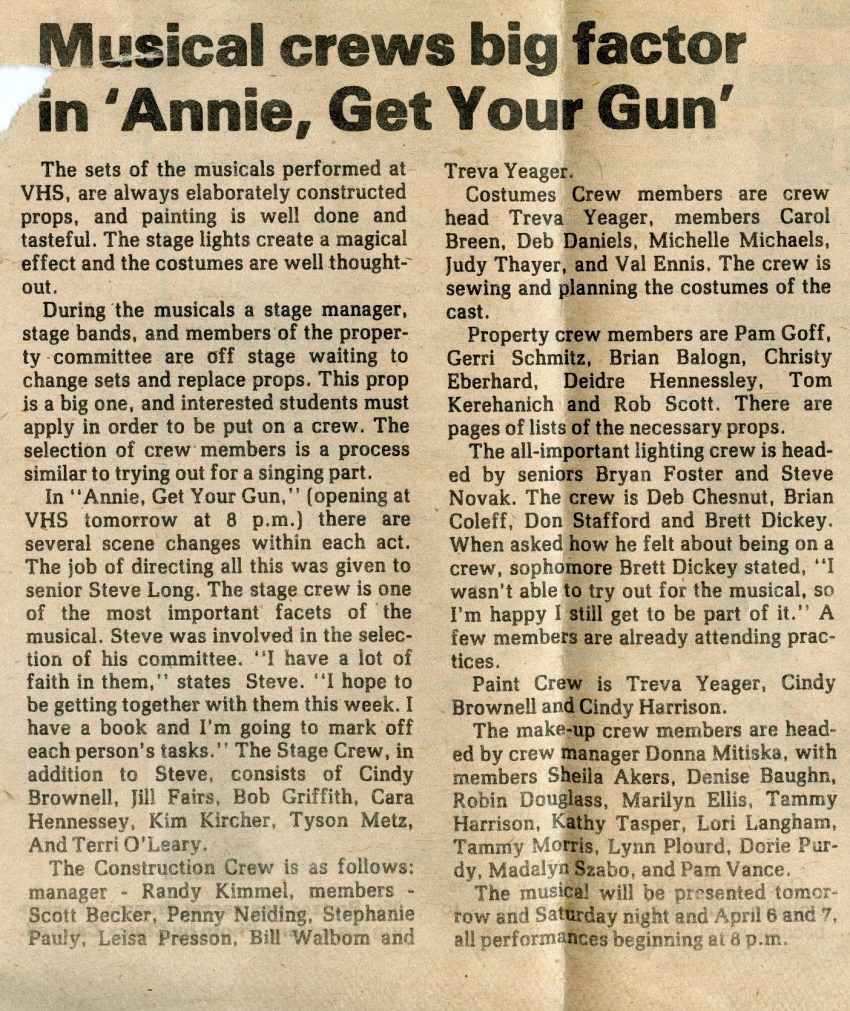 Musical crews big factor
in 'Annie, Get Your Gun'
The sets of the musicals performed at
VHS, are always elaborately constructed
props, and painting is well done and
tasteful. The stage lights create a magical
effect and the costumes are well thought-
out.
During the musicals a stage manager,
stage bands, and members of the proper-
ty committee are off stage waiting to
change sets and replace props. This prop
is a big one, and interested students must
apply in order to be put on a crew. The
selection of crew members is a process
similar to trying out for a singing part.
In "Annie, Get Your Gun," (opening at
VHS tomorrow at 8 p.m.) there are
several scene changes within each act.
The job of directing all this was given to
senior Steve Long. The stage crew is one
of the most important facets of the
musical. Steve was involved in the selec-
tion of his committee. "I have a lot of
faith in them," states Steve. "I hope to
be getting together with them this week. I
have a book and I'm going to mark off
each person's tasks." The Stage Crew, in
addition to Steve, consists of Cindy
Brownell, Jill Fairs, Bob Griffith, Cara
Hennessey, Kim Kircher, Tyson Metz,
And Terri O'Leary.
The Construction Crew is as follows:
manager - Randy Kimmel, members -
Scott Becker, Penny Neiding, Stephanie
Pauly, Leisa Presson, Bill Walbom and
Treva Yeager.
Costumes Crew members are crew
head Treva Yeager, members Carol
Breen, Deb Daniels, Michelle Michaels,
Judy Thayer, and Val Ennis. The crew is
sewing and planning the costumes of the
cast.
Property crew members are Pam Goff,
Gerri Schmitz, Brian Balogn, Christy
Eberhard, Deidre Hennessley, Tom
Kerehanich and Rob Scott. There are
pages of lists of the necessary props.
The all-important lighting crew is head-
ed by seniors Bryan Foster and Steve
Novak. The crew is Deb Chesnut, Brian
Coleff, Don Stafford and Brett Dickey.
When asked how he felt about being on a
crew, sophomore Brett Dickey stated, "I
wasn't able to try out for the musical, so
I'm happy I still get to be part of it." A
few members are already attending prac-
tices.
Paint Crew is Treva Yeager, Cindy
Brownell and Cindy Harrison.
The make-up crew members are head-
ed by crew manager Donna Mitiska, with
members Sheila Akers, Denise Baughn,
Robin Douglass, Marilyn Ellis, Tammy
Harrison, Kathy Tasper, Lori Langham,
Tammy Morris, Lynn Plourd, Dorie Pur-
dy, Madalyn Szabo, and Pam Vance.
The musical will be presented tomor-
row and Saturday night and April 6 and 7,
all performances beginning at 8 p.m.